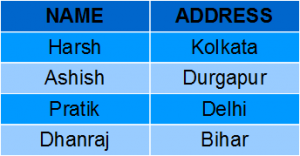 NAME ADDRESS
Harsh Kolkata
Ashish Durgapur
Pratik Delhi
Dhanraj Bihar